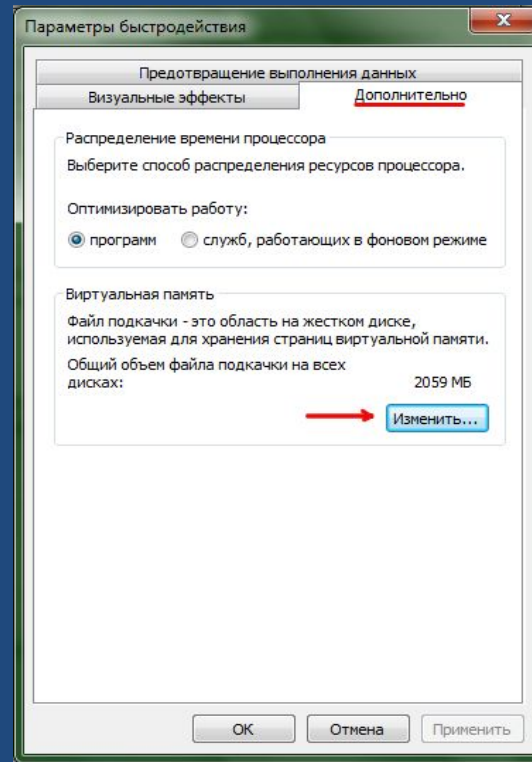 Параметры быстродействия
Предотвращение выполнения данных
Визуальные эффекты
Дополнительно
Распределение времени процессора
Выберите способ распределения ресурсов процессора.
Оптимизировать работу:
программ
служб, работающих в фоновом режиме
Виртуальная память
Файл подкачки - это область на жестком диске,
используемая для хранения страниц виртуальной памяти.
Общий объем файла подкачки на всех
дисках:
2059 МБ
Изменить...
ОК
Отмена
Применить